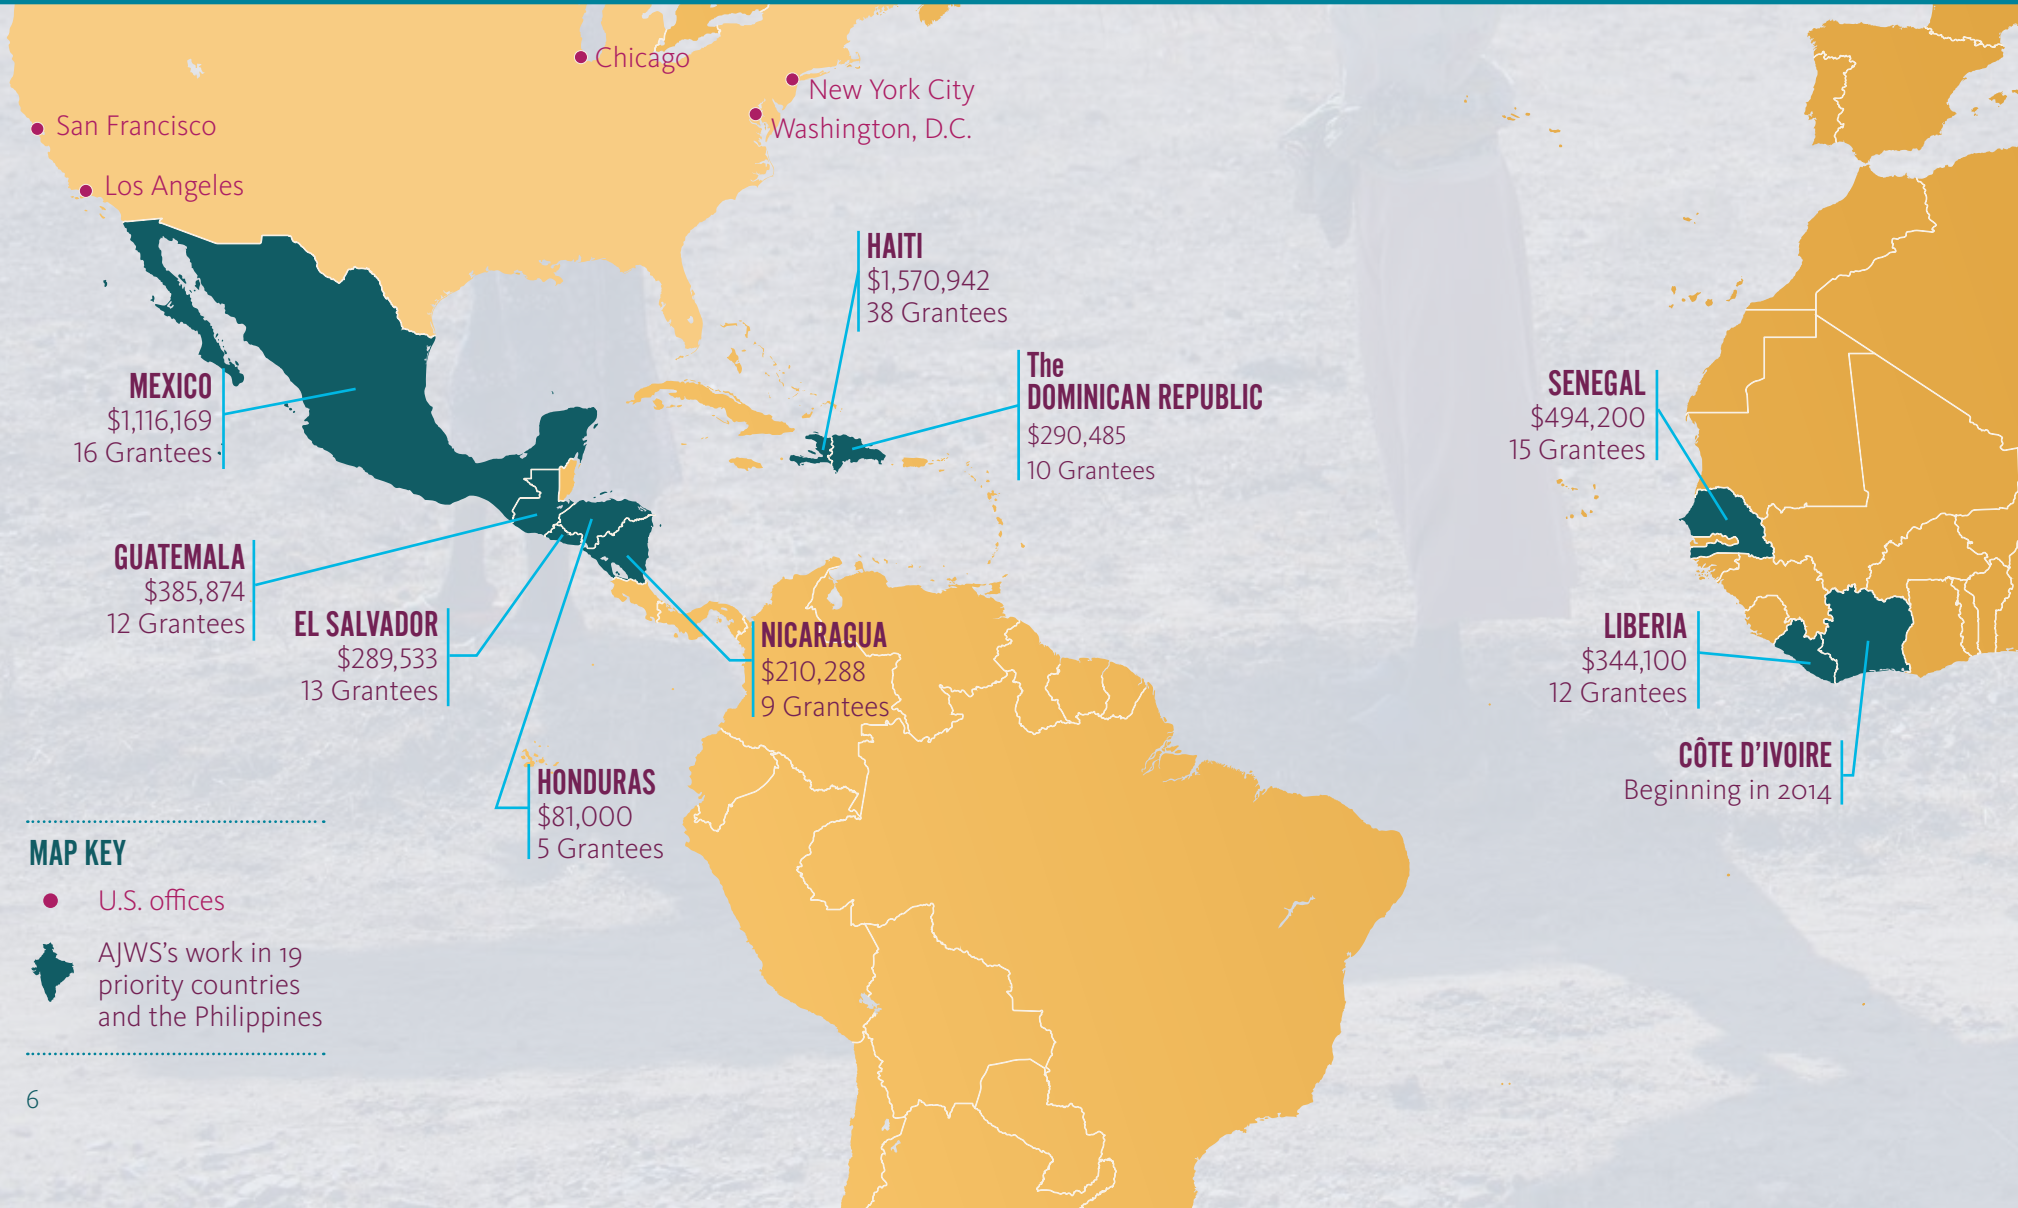 Chicago
New York City
Washington, D.C.
San Francisco
Los Angeles
HAITI
$1,570,942
38 Grantees
The
DOMINICAN REPUBLIC
$290,485
10 Grantees
MEXICO
$1,116,169
16 Grantees
SENEGAL
$494,200
15 Grantees
GUATEMALA
$385,874
12 Grantees
EL SALVADOR
$289,533
13 Grantees
NICARAGUA
$210,288
9 Grantees
LIBERIA
$344,100
12 Grantees
CÔTE D’IVOIRE
Beginning in 2014
HONDURAS
$81,000
5 Grantees
MAP KEY
U.S. offices
AJWS’s work in 19
priority countries
and the Philippines
6